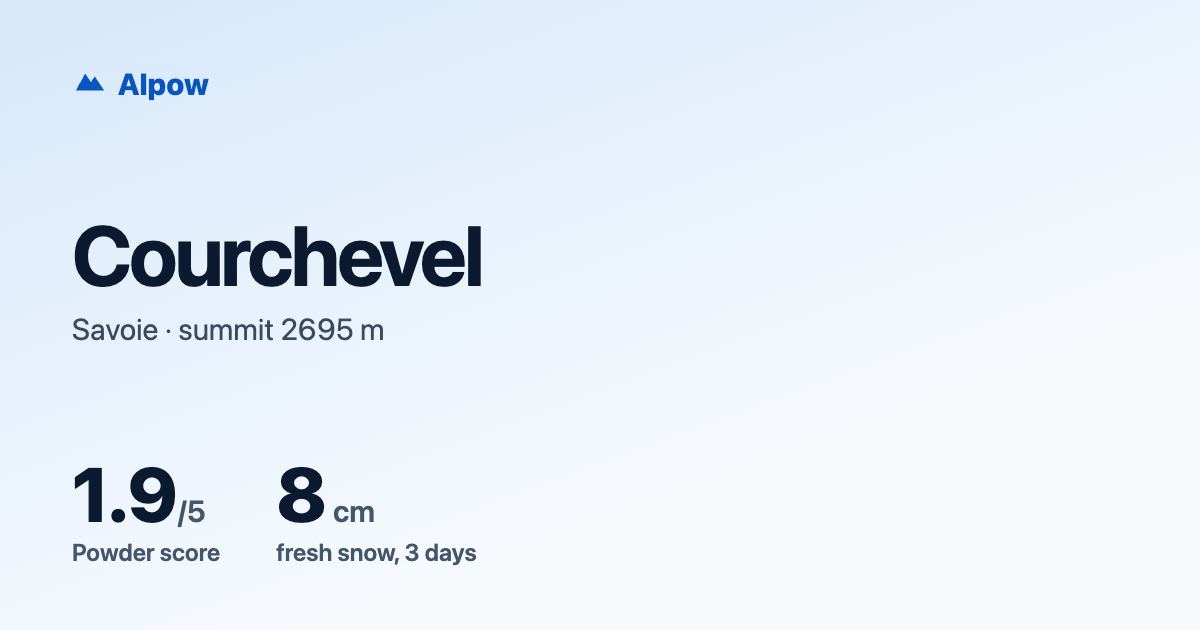 Alpow
Courchevel
Savoie · summit 2695 m
1.9/5 8 cm
Powder score fresh snow, 3 days